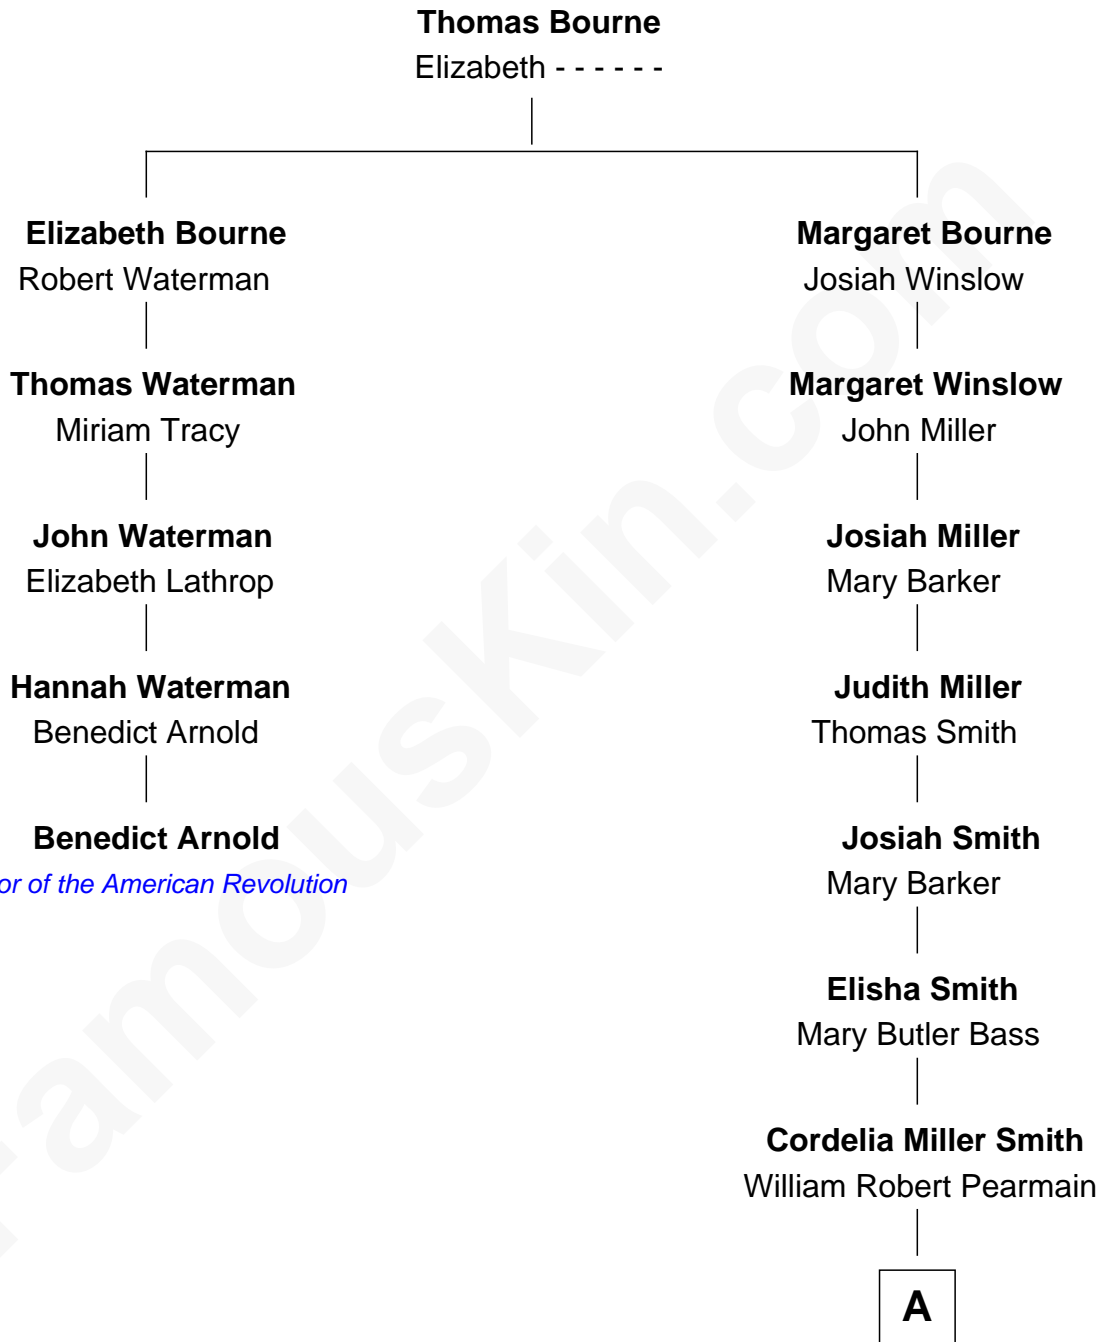 Thomas Bourne
Elizabeth - - - - - -
Elizabeth Bourne
Robert Waterman
Margaret Bourne
Josiah Winslow
Thomas Waterman
Miriam Tracy
Margaret Winslow
John Miller
John Waterman
Elizabeth Lathrop
Josiah Miller
Mary Barker
Hannah Waterman
Benedict Arnold
Judith Miller
Thomas Smith
Benedict Arnold
or of the American Revolution
Josiah Smith
Mary Barker
Elisha Smith
Mary Butler Bass
Cordelia Miller Smith
William Robert Pearmain
A
FamousKin.com